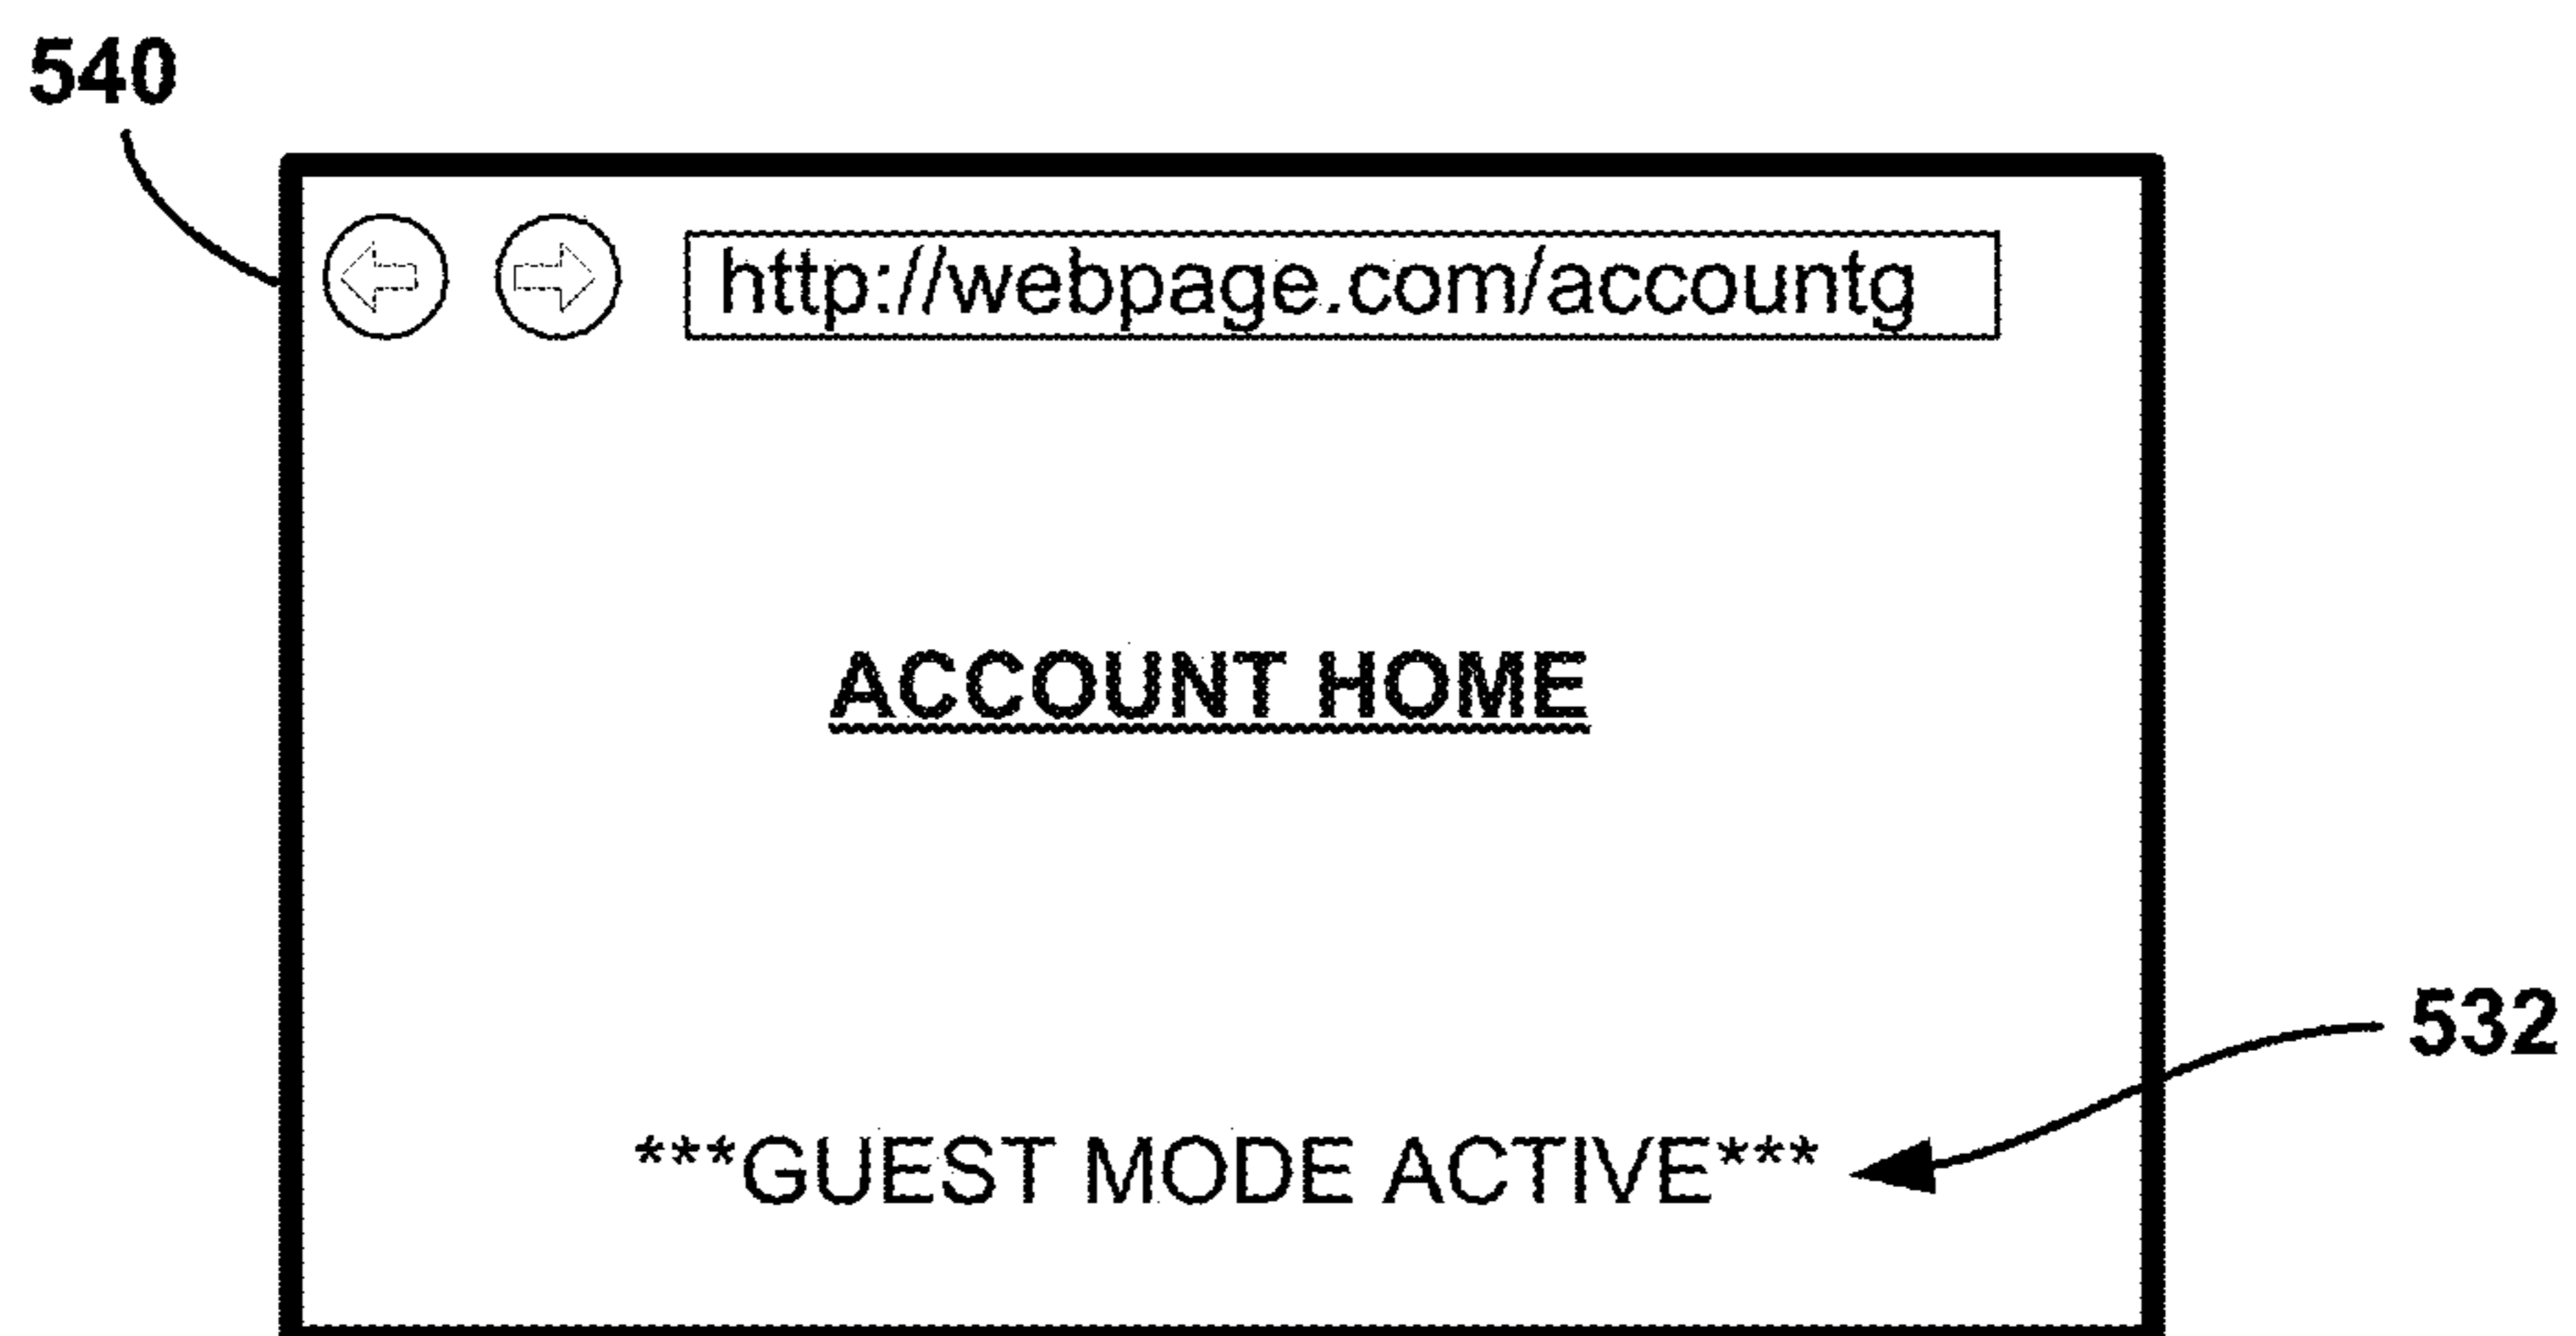 540
http://webpage.com/accountg
ACCOUNT HOME
532
***GUEST MODE ACTIVE***